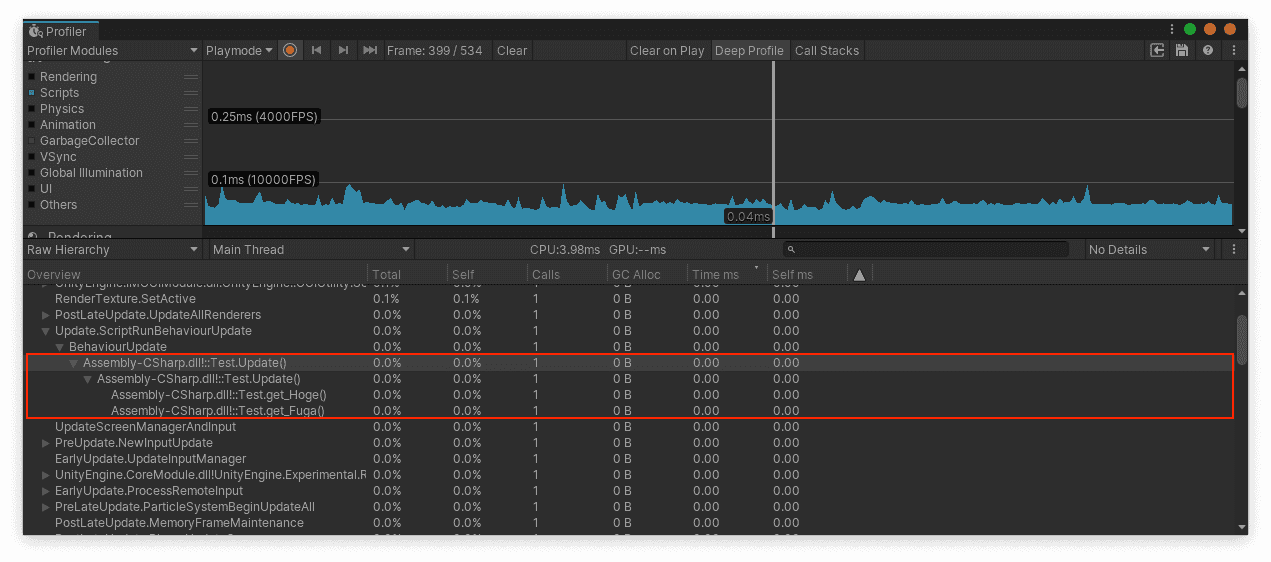 Profiler
Profiler Modules Playmode Frame: 399 / 534 Clear Clear on Play Deep Profile Call Stacks
Rendering
Scripts
Physics
Animation
GarbageCollector
VSync
Global Illumination
UI
Others
Rendering
0.25ms (4000FPS)
0.1ms (10000FPS)
0.04ms
Raw Hierarchy Main Thread CPU:3.98ms GPU:--ms No Details
Overview Total Self Calls GC Alloc Time ms Self ms
0.1% 0.0% 1 0 B 0.00 0.00
RenderTexture.SetActive 0.1% 0.1% 1 0 B 0.00 0.00
PostLateUpdate.UpdateAllRenderers 0.0% 0.0% 1 0 B 0.00 0.00
Update.ScriptRunBehaviourUpdate 0.0% 0.0% 1 0 B 0.00 0.00
BehaviourUpdate 0.0% 0.0% 1 0 B 0.00 0.00
Assembly-CSharp.dll!::Test.Update() 0.0% 0.0% 1 0 B 0.00 0.00
Assembly-CSharp.dll!::Test.Update() 0.0% 0.0% 1 0 B 0.00 0.00
Assembly-CSharp.dll!::Test.get_Hoge() 0.0% 0.0% 1 0 B 0.00 0.00
Assembly-CSharp.dll!::Test.get_Fuga() 0.0% 0.0% 1 0 B 0.00 0.00
UpdateScreenManagerAndInput 0.0% 0.0% 1 0 B 0.00 0.00
PreUpdate.NewInputUpdate 0.0% 0.0% 1 0 B 0.00 0.00
EarlyUpdate.UpdateInputManager 0.0% 0.0% 1 0 B 0.00 0.00
UnityEngine.CoreModule.dll!UnityEngine.Experimental.R 0.0% 0.0% 1 0 B 0.00 0.00
EarlyUpdate.ProcessRemoteInput 0.0% 0.0% 1 0 B 0.00 0.00
PreLateUpdate.ParticleSystemBeginUpdateAll 0.0% 0.0% 1 0 B 0.00 0.00
PostLateUpdate.MemoryFrameMaintenance 0.0% 0.0% 1 0 B 0.00 0.00